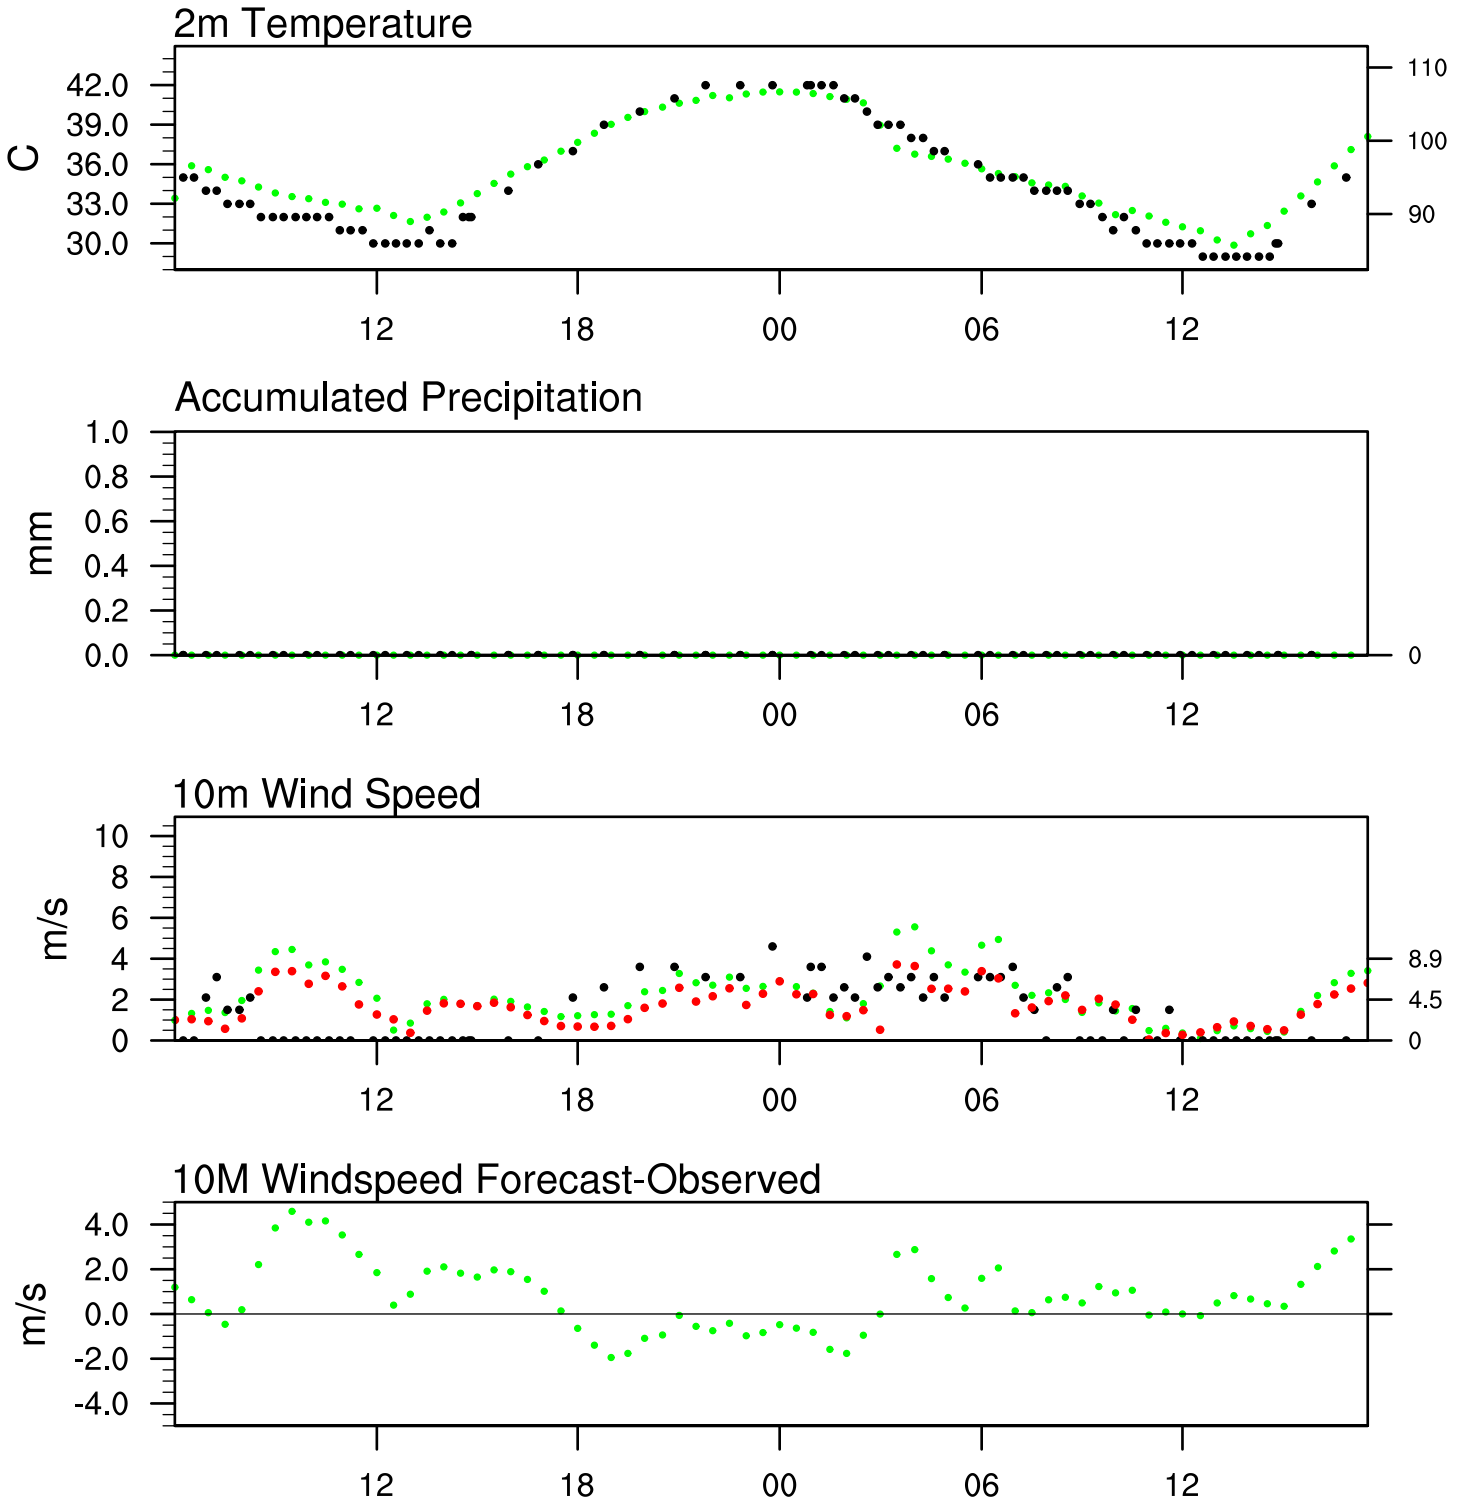 2m Temperature
42.0
39.0
36.0
33.0
30.0
C
110
100
90
12 18 00 06 12
Accumulated Precipitation
1.0
0.8
0.6
0.4
0.2
0.0
mm
0
12 18 00 06 12
10m Wind Speed
10
8
6
4
2
0
m/s
8.9
4.5
0
12 18 00 06 12
10M Windspeed Forecast-Observed
4.0
2.0
0.0
-2.0
-4.0
m/s
12 18 00 06 12